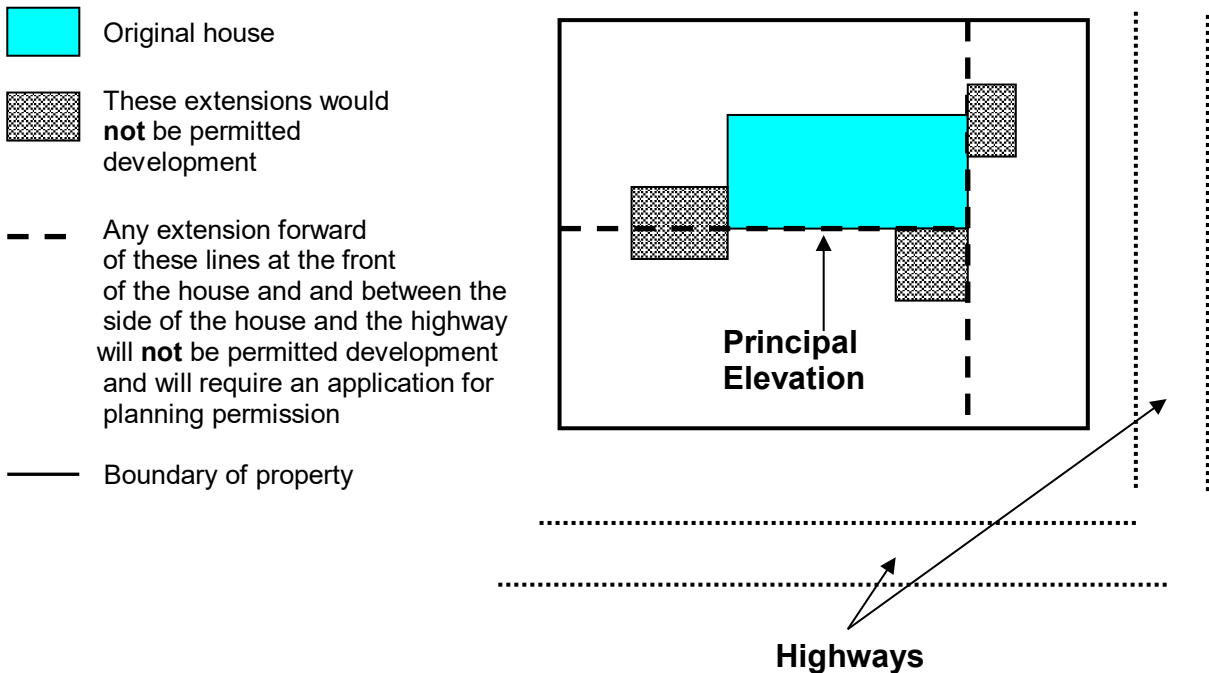 Original house
These extensions would
not be permitted
development
Any extension forward
of these lines at the front
of the house and and between the
side of the house and the highway
will not be permitted development
and will require an application for
planning permission
Boundary of property
Principal
Elevation
Highways